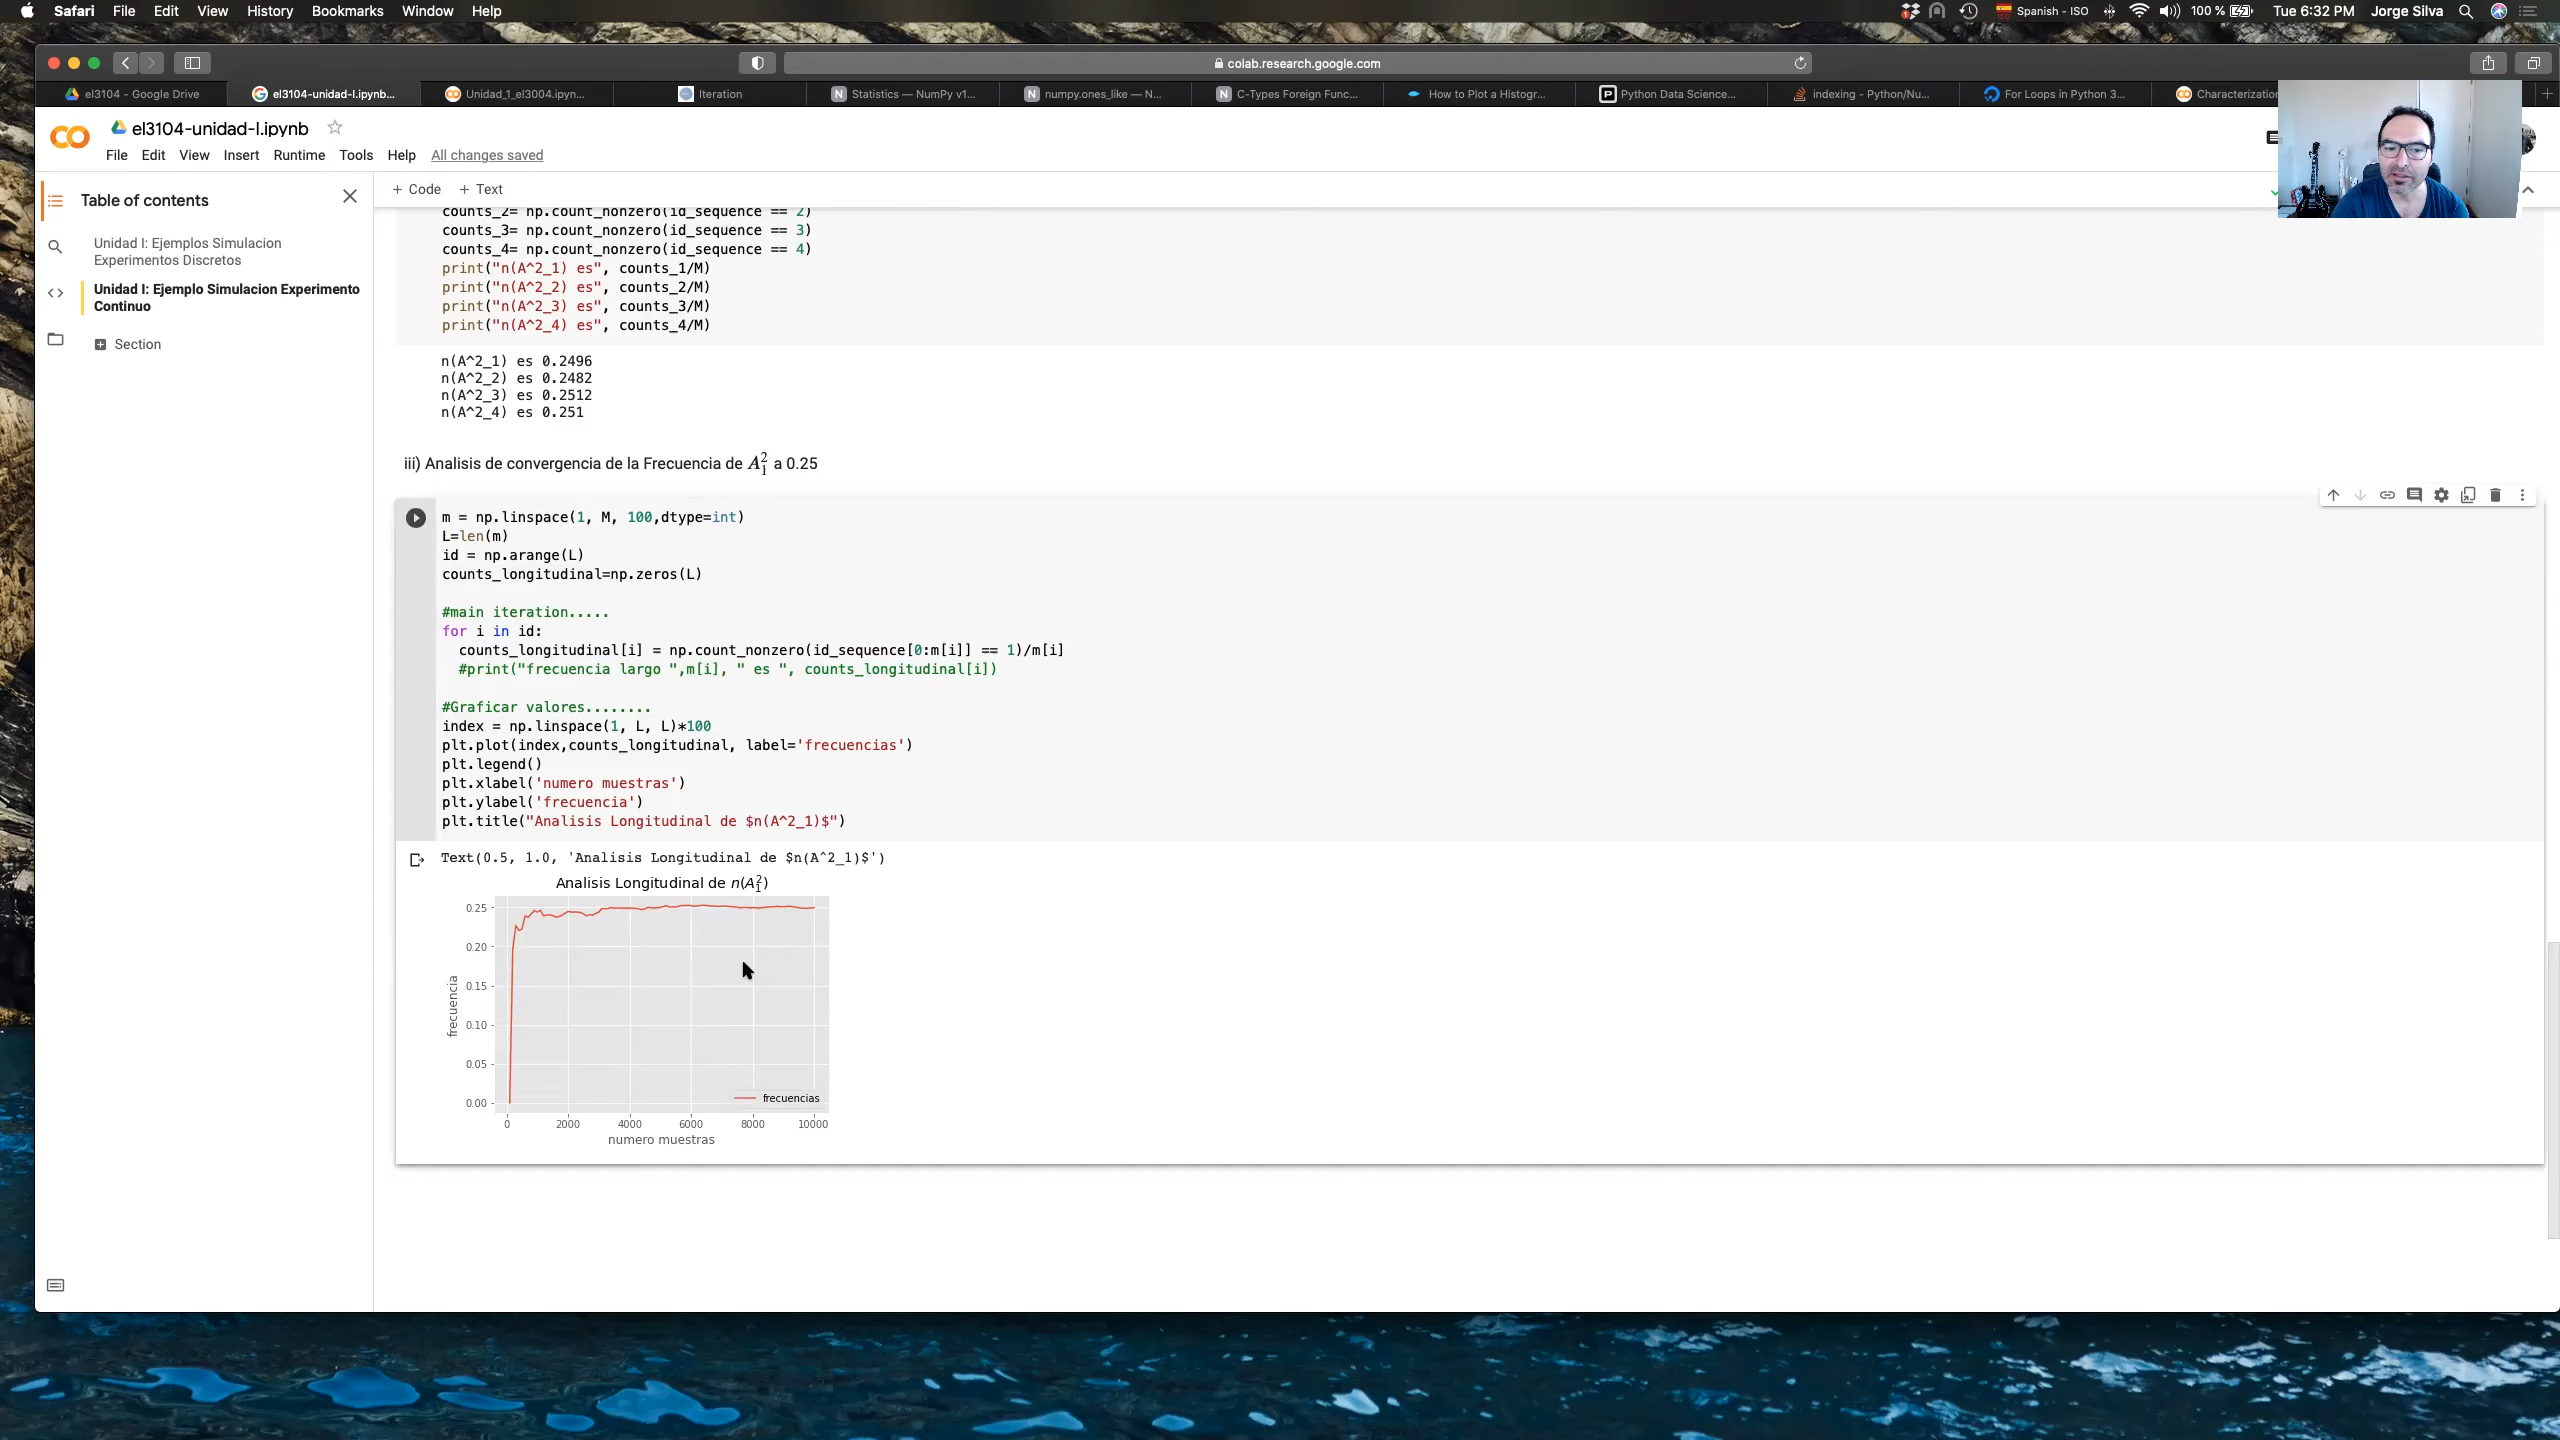 Safari File Edit View History Bookmarks Window Help Spanish - ISO 100 % Tue 6:32 PM Jorge Silva
colab.research.google.com
el3104 - Google Drive el3104-unidad-I.ipynb... Unidad_1_el3004.ipyn... Iteration Statistics — NumPy v1... numpy.ones_like — N... C-Types Foreign Func... How to Plot a Histogr... Python Data Science... indexing - Python/Nu... For Loops in Python 3... Characterization
el3104-unidad-I.ipynb
File Edit View Insert Runtime Tools Help All changes saved
Table of contents
Unidad I: Ejemplos Simulacion
Experimentos Discretos
Unidad I: Ejemplo Simulacion Experimento
Continuo
Section
+ Code + Text
counts_2= np.count_nonzero(id_sequence == 2)
counts_3= np.count_nonzero(id_sequence == 3)
counts_4= np.count_nonzero(id_sequence == 4)
print("n(A^2_1) es", counts_1/M)
print("n(A^2_2) es", counts_2/M)
print("n(A^2_3) es", counts_3/M)
print("n(A^2_4) es", counts_4/M)
n(A^2_1) es 0.2496
n(A^2_2) es 0.2482
n(A^2_3) es 0.2512
n(A^2_4) es 0.251
iii) Analisis de convergencia de la Frecuencia de A₁² a 0.25
m = np.linspace(1, M, 100,dtype=int)
L=len(m)
id = np.arange(L)
counts_longitudinal=np.zeros(L)
#main iteration.....
for i in id:
counts_longitudinal[i] = np.count_nonzero(id_sequence[0:m[i]] == 1)/m[i]
#print("frecuencia largo ",m[i], " es ", counts_longitudinal[i])
#Graficar valores........
index = np.linspace(1, L, L)*100
plt.plot(index,counts_longitudinal, label='frecuencias')
plt.legend()
plt.xlabel('numero muestras')
plt.ylabel('frecuencia')
plt.title("Analisis Longitudinal de $n(A^2_1)$")
Text(0.5, 1.0, 'Analisis Longitudinal de $n(A^2_1)$')
Analisis Longitudinal de n(A₁²)
0.25
0.20
0.15
0.10
0.05
0.00
frecuencia
frecuencias
0 2000 4000 6000 8000 10000
numero muestras